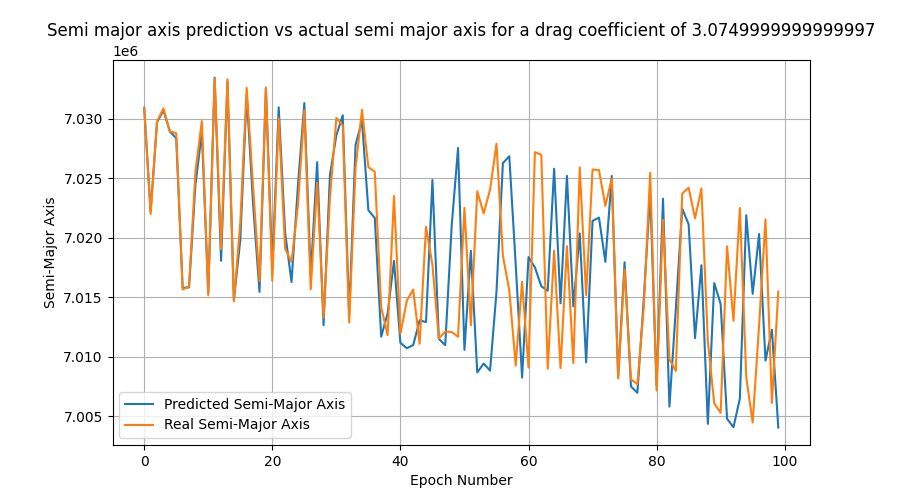 Semi major axis prediction vs actual semi major axis for a drag coefficient of 3.0749999999999997
1e6
7.030
7.025
7.020
7.015
7.010
7.005
Semi-Major Axis
Predicted Semi-Major Axis
Real Semi-Major Axis
0 20 40 60 80 100
Epoch Number